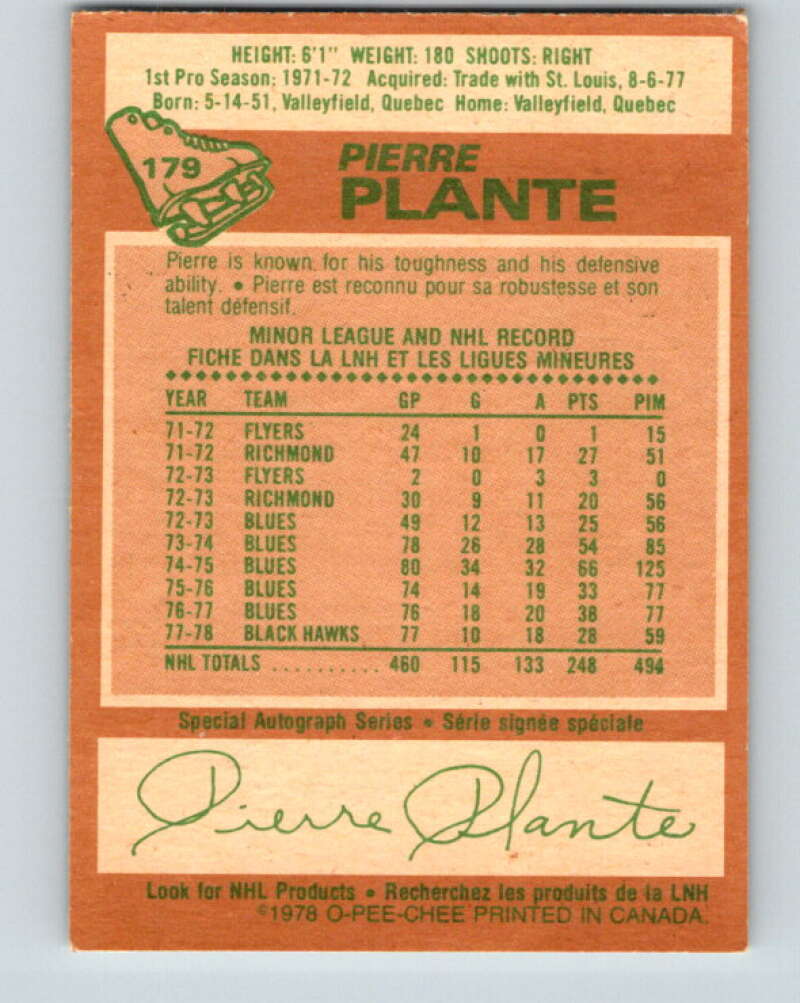 HEIGHT: 6'1" WEIGHT: 180 SHOOTS: RIGHT
1st Pro Season: 1971-72 Acquired: Trade with St. Louis, 8-6-77
Born: 5-14-51, Valleyfield, Quebec Home: Valleyfield, Quebec
179
PIERRE
PLANTE
Pierre is known for his toughness and his defensive
ability. • Pierre est reconnu pour sa robustesse et son
talent défensif.
MINOR LEAGUE AND NHL RECORD
FICHE DANS LA LNH ET LES LIGUES MINEURES
YEAR TEAM GP G A PTS PIM
71-72 FLYERS 24 1 0 1 15
71-72 RICHMOND 47 10 17 27 51
72-73 FLYERS 2 0 3 3 0
72-73 RICHMOND 30 9 11 20 56
72-73 BLUES 49 12 13 25 56
73-74 BLUES 78 26 28 54 85
74-75 BLUES 80 34 32 66 125
75-76 BLUES 74 14 19 33 77
76-77 BLUES 76 18 20 38 77
77-78 BLACK HAWKS 77 10 18 28 59
NHL TOTALS .......... 460 115 133 248 494
Special Autograph Series • Série signée spéciale
Pierre Plante
Look for NHL Products • Recherchez les produits de la LNH
©1978 O-PEE-CHEE PRINTED IN CANADA.